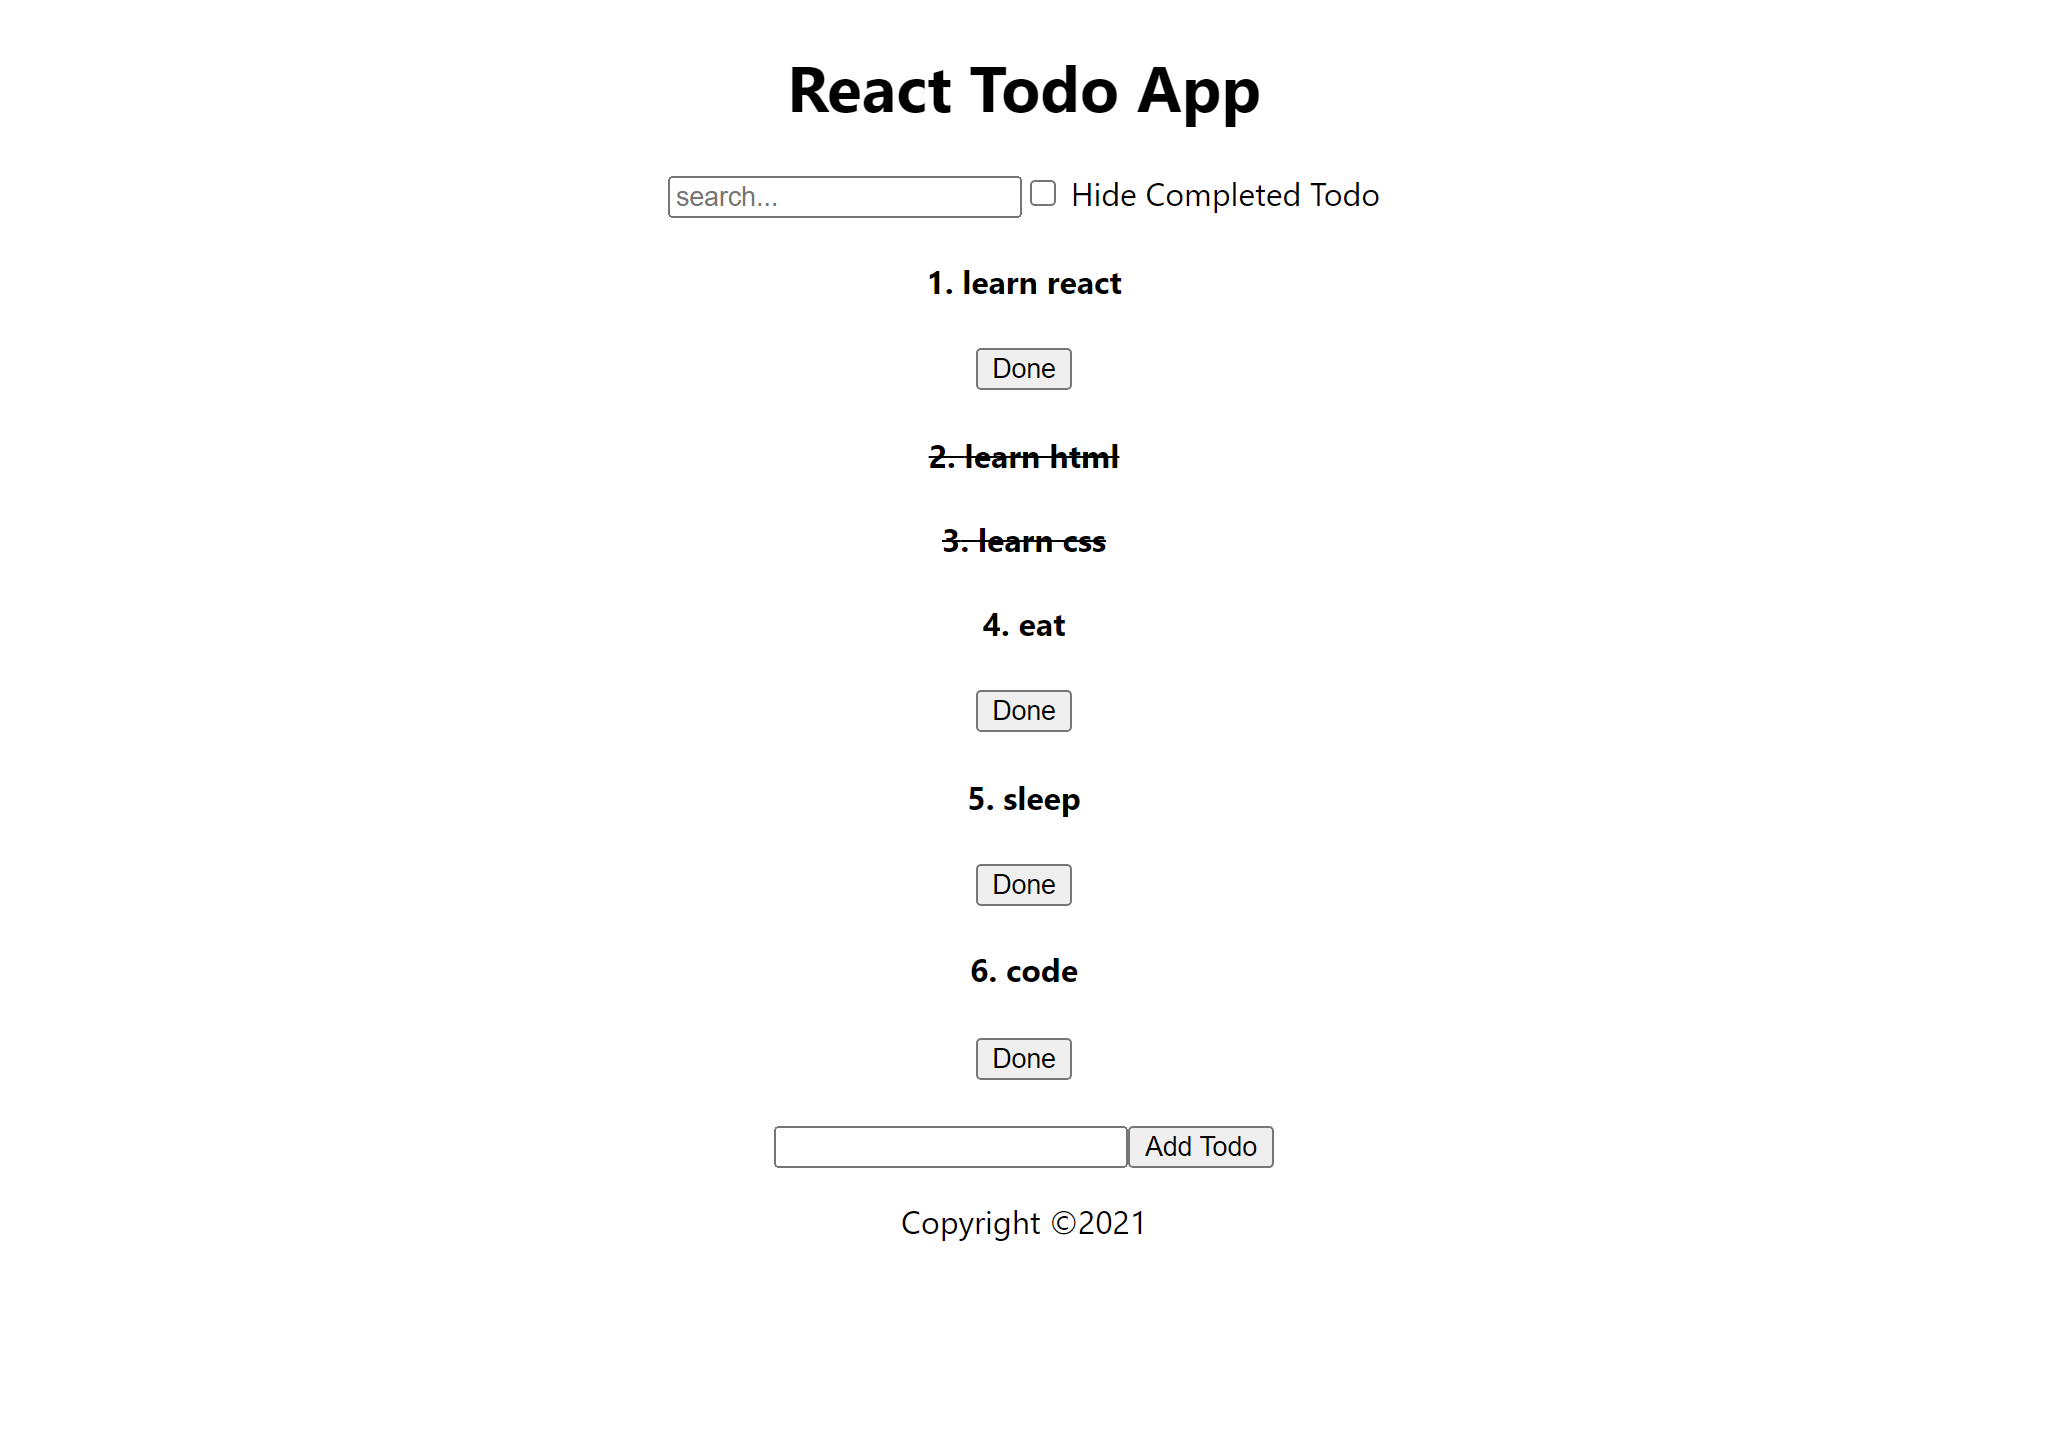 React Todo App
search... Hide Completed Todo
1. learn react
Done
2. learn html
3. learn css
4. eat
Done
5. sleep
Done
6. code
Done
Add Todo
Copyright ©2021